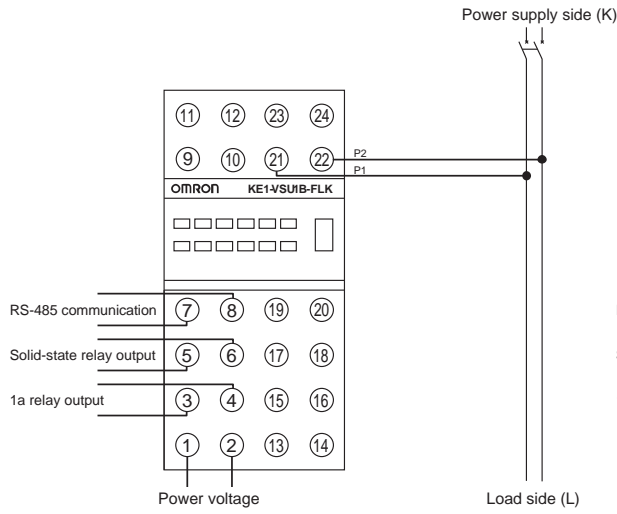 Power supply side (K)
11 12 23 24
9 10 21 22
P2
P1
OMRON KE1-VSU1B-FLK
RS-485 communication
7 8 19 20
Solid-state relay output
5 6 17 18
1a relay output
3 4 15 16
1 2 13 14
Power voltage
Load side (L)